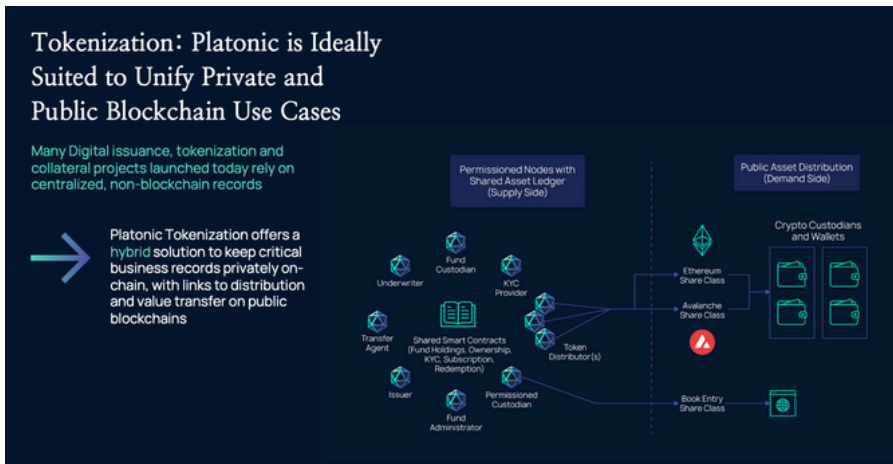 Tokenization: Platonic is Ideally
Suited to Unify Private and
Public Blockchain Use Cases
Many Digital issuance, tokenization and
collateral projects launched today rely on
centralized, non-blockchain records
Platonic Tokenization offers a
hybrid solution to keep critical
business records privately on-
chain, with links to distribution
and value transfer on public
blockchains
Permissioned Nodes with
Shared Asset Ledger
(Supply Side)
Fund
Custodian
Underwriter
KYC
Provider
Transfer
Agent
Shared Smart Contracts
(Fund Holdings, Ownership,
KYC, Subscription,
Redemption)
Token
Distributor(s)
Issuer
Fund
Administrator
Permissioned
Custodian
Public Asset Distribution
(Demand Side)
Crypto Custodians
and Wallets
Ethereum
Share Class
Avalanche
Share Class
Book Entry
Share Class